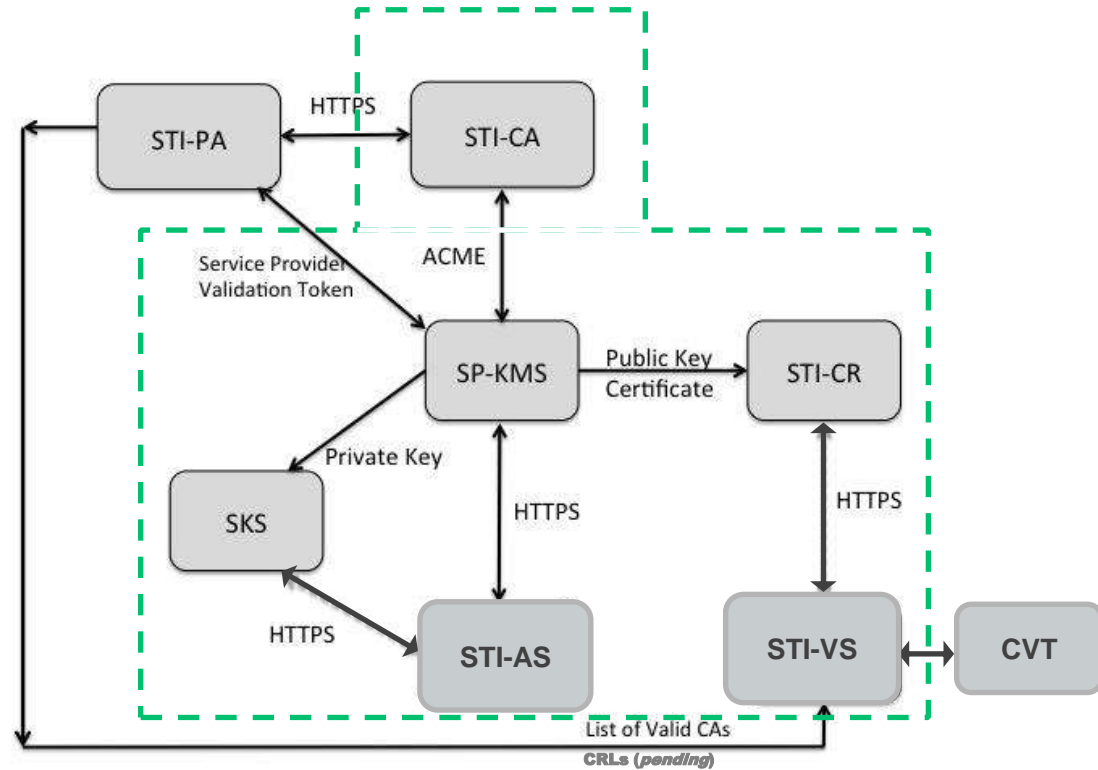 HTTPS
STI-PA
STI-CA
Service Provider
Validation Token
ACME
SP-KMS
Public Key
Certificate
STI-CR
Private Key
SKS
HTTPS
HTTPS
HTTPS
STI-AS
STI-VS
CVT
List of Valid CAs
CRLs (pending)